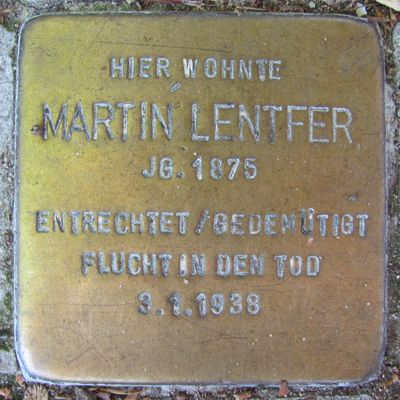 HIER WOHNTE
MARTIN LENTFER
JG. 1875
ENTRECHTET/GEDEMÜTIGT
FLUCHT IN DEN TOD
3.1.1938